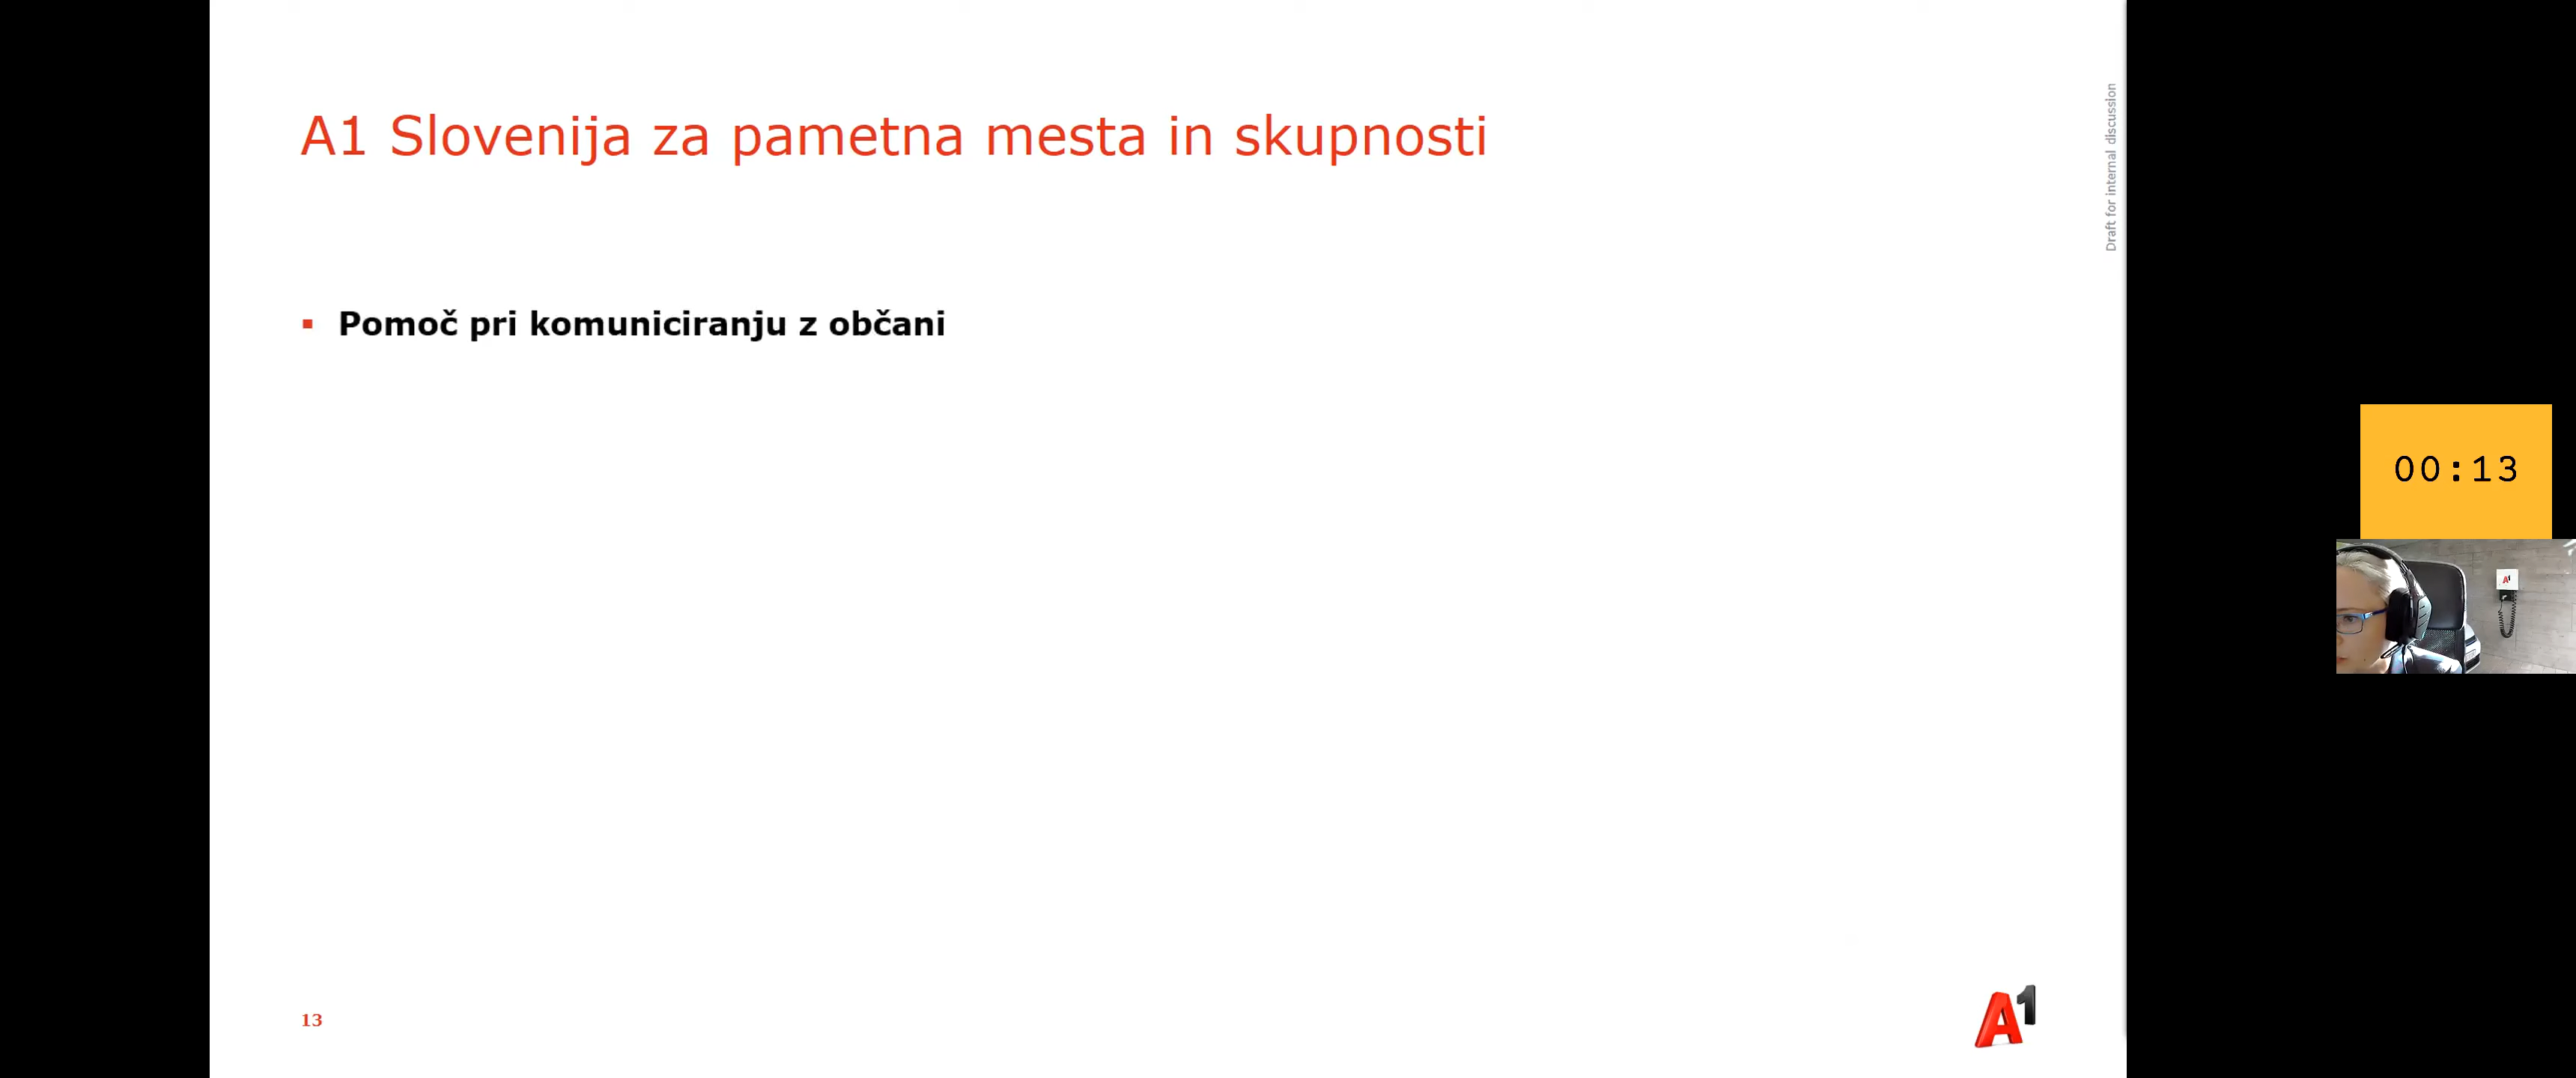 A1 Slovenija za pametna mesta in skupnosti
Draft for internal discussion
▪ Pomoč pri komuniciranju z občani
00:13
A1
13
A1